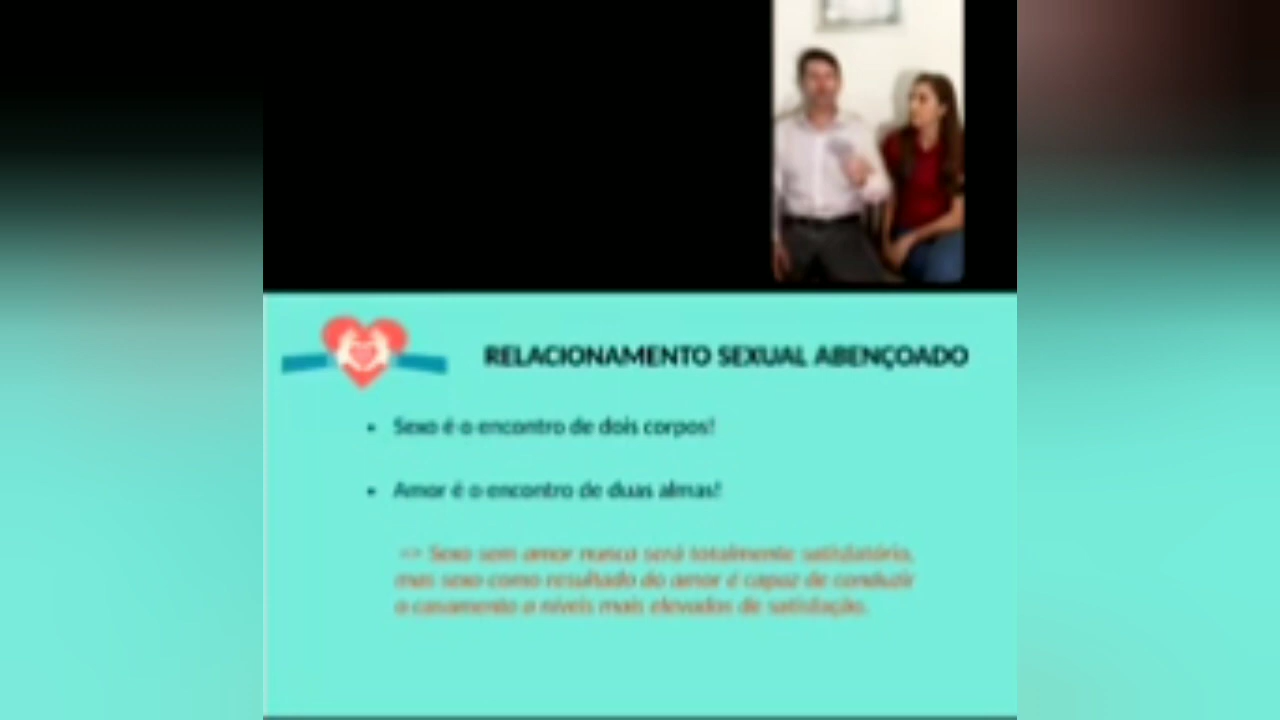 RELACIONAMENTO SEXUAL ABENÇOADO
• Sexo é o encontro de dois corpos!
• Amor é o encontro de duas almas!
=> Sexo sem amor nunca será totalmente satisfatório,
mas sexo como resultado do amor é capaz de conduzir
o casamento a níveis mais elevados de satisfação.